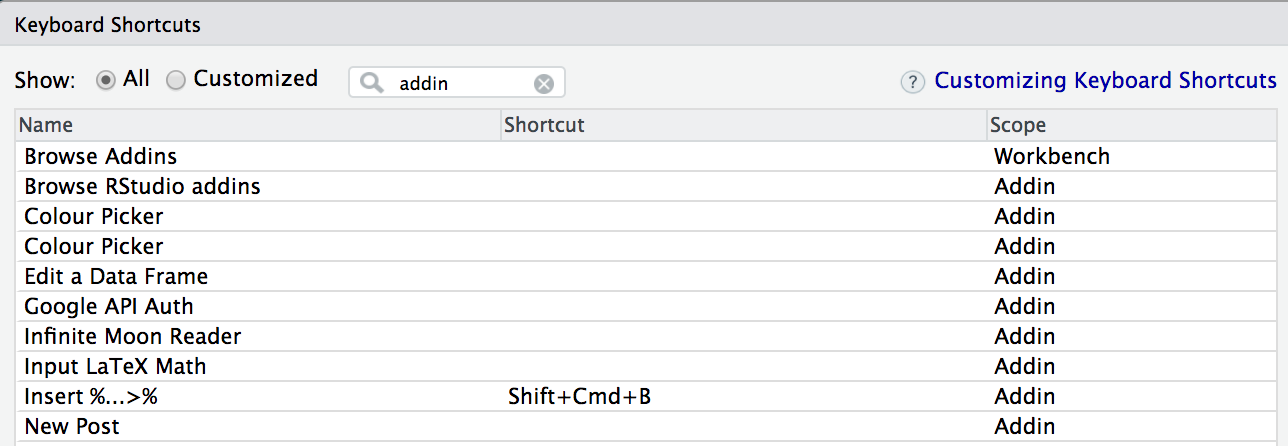 Keyboard Shortcuts
Show: All Customized addin ? Customizing Keyboard Shortcuts
Name Shortcut Scope
Browse Addins Workbench
Browse RStudio addins Addin
Colour Picker Addin
Colour Picker Addin
Edit a Data Frame Addin
Google API Auth Addin
Infinite Moon Reader Addin
Input LaTeX Math Addin
Insert %...>% Shift+Cmd+B Addin
New Post Addin